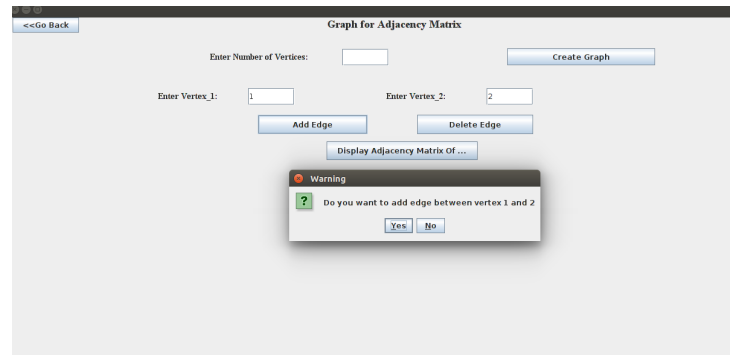 <<Go Back
Graph for Adjacency Matrix
Enter Number of Vertices:
Create Graph
Enter Vertex_1: 1 Enter Vertex_2: 2
Add Edge Delete Edge
Display Adjacency Matrix Of ...
Warning
? Do you want to add edge between vertex 1 and 2
Yes No